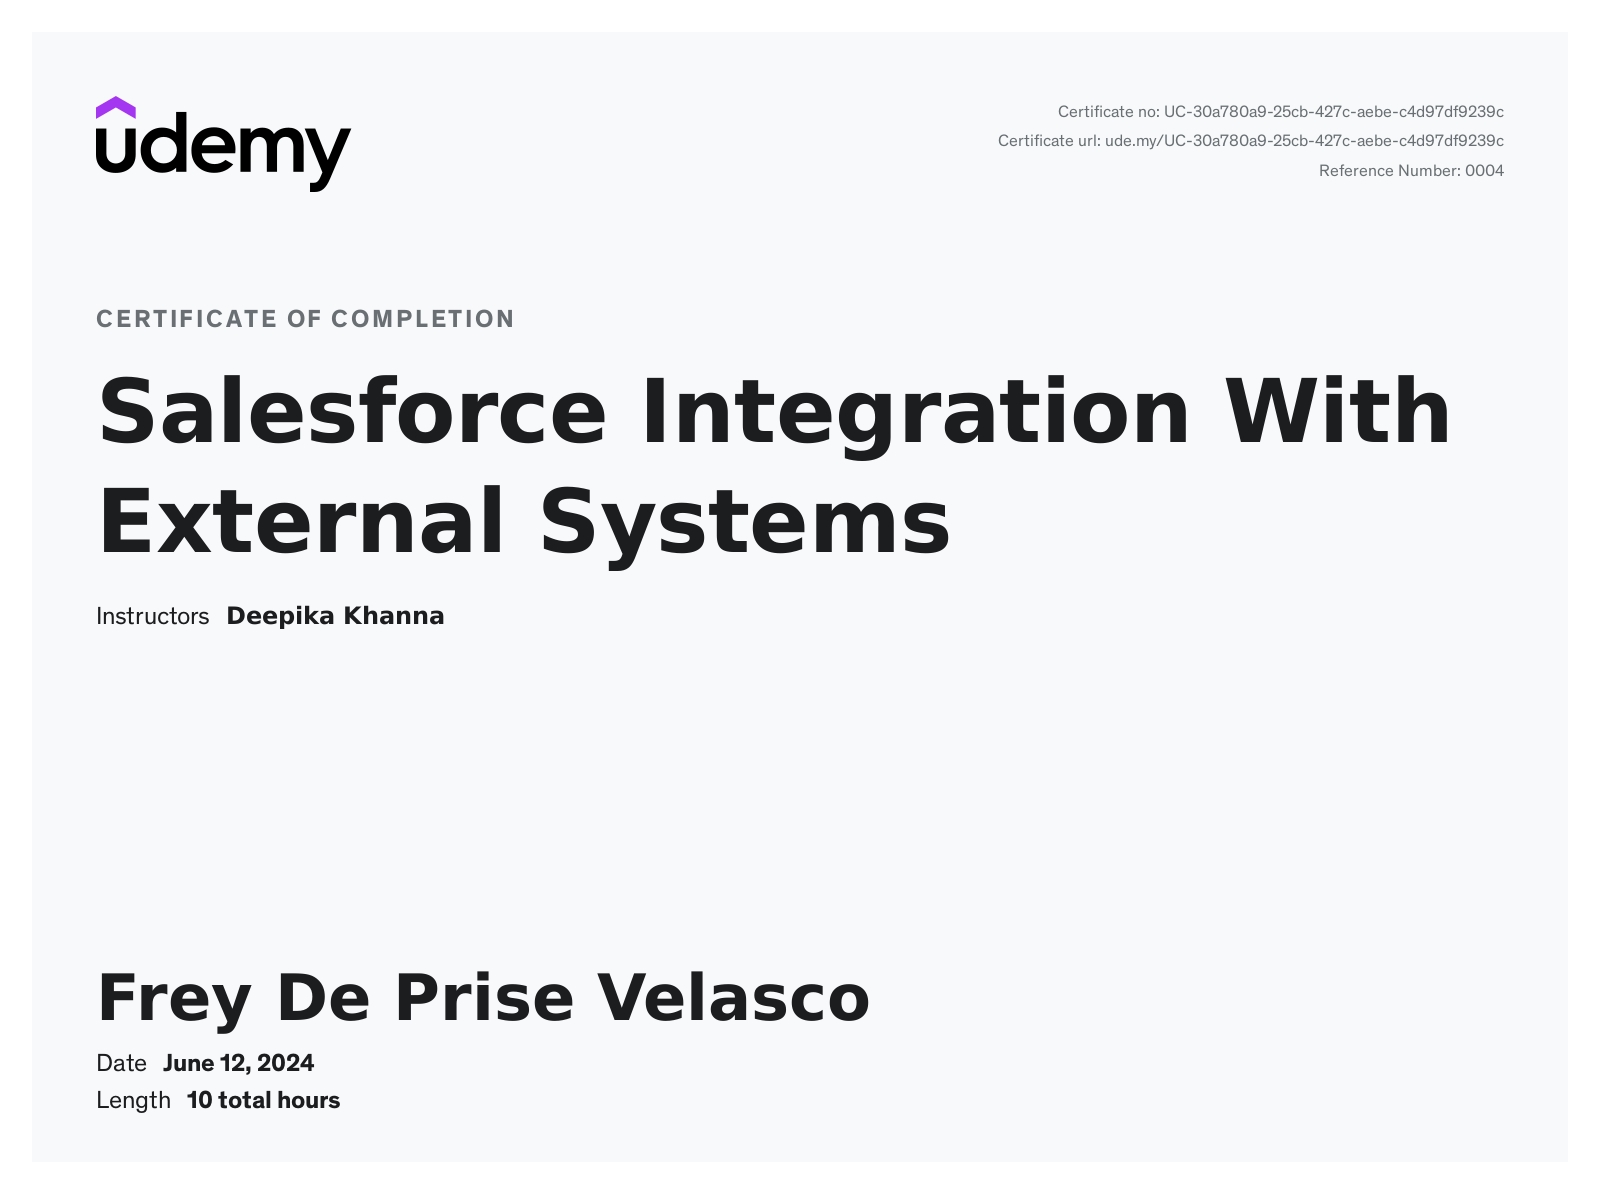 udemy
Certificate no: UC-30a780a9-25cb-427c-aebe-c4d97df9239c
Certificate url: ude.my/UC-30a780a9-25cb-427c-aebe-c4d97df9239c
Reference Number: 0004
CERTIFICATE OF COMPLETION
Salesforce Integration With
External Systems
Instructors Deepika Khanna
Frey De Prise Velasco
Date June 12, 2024
Length 10 total hours